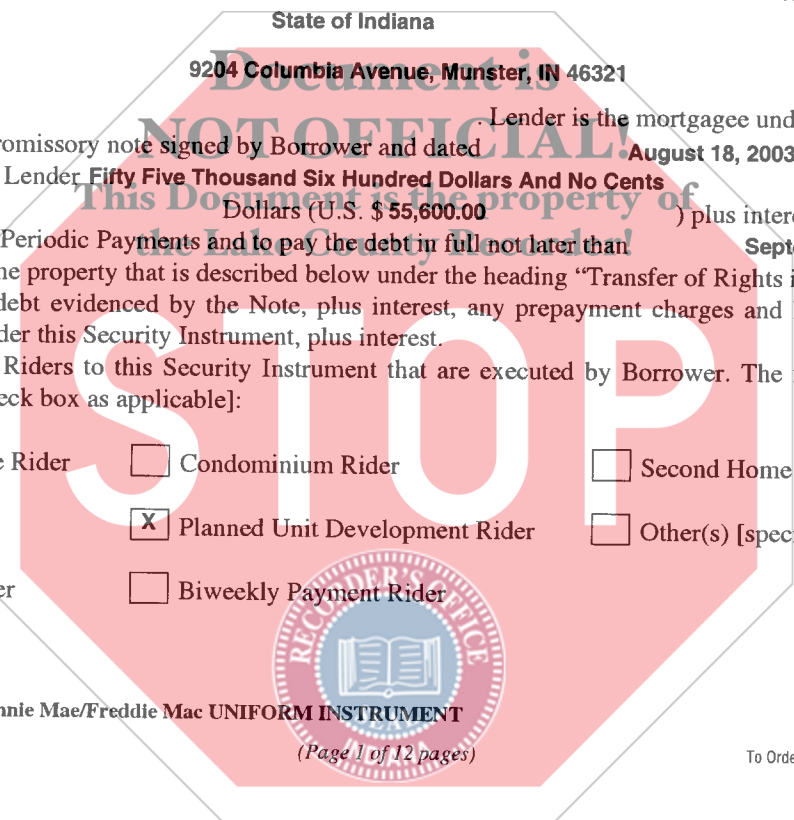 State of Indiana
Document is
9204 Columbia Avenue, Munster, IN 46321
. Lender is the mortgagee und
NOT OFFICIAL!
romissory note signed by Borrower and dated August 18, 2003
Lender Fifty Five Thousand Six Hundred Dollars And No Cents
This Document is the property of
Dollars (U.S. $ 55,600.00 ) plus intere
the Lake County Recorder!
Periodic Payments and to pay the debt in full not later than Septe
he property that is described below under the heading “Transfer of Rights i
debt evidenced by the Note, plus interest, any prepayment charges and
der this Security Instrument, plus interest.
Riders to this Security Instrument that are executed by Borrower. The
eck box as applicable]:
STOP
e Rider Condominium Rider Second Home
X Planned Unit Development Rider Other(s) [speci
er Biweekly Payment Rider
RECORDER'S OFFICE
SEAL
INDIANA
nnie Mae/Freddie Mac UNIFORM INSTRUMENT
(Page 1 of 12 pages)
To Orde